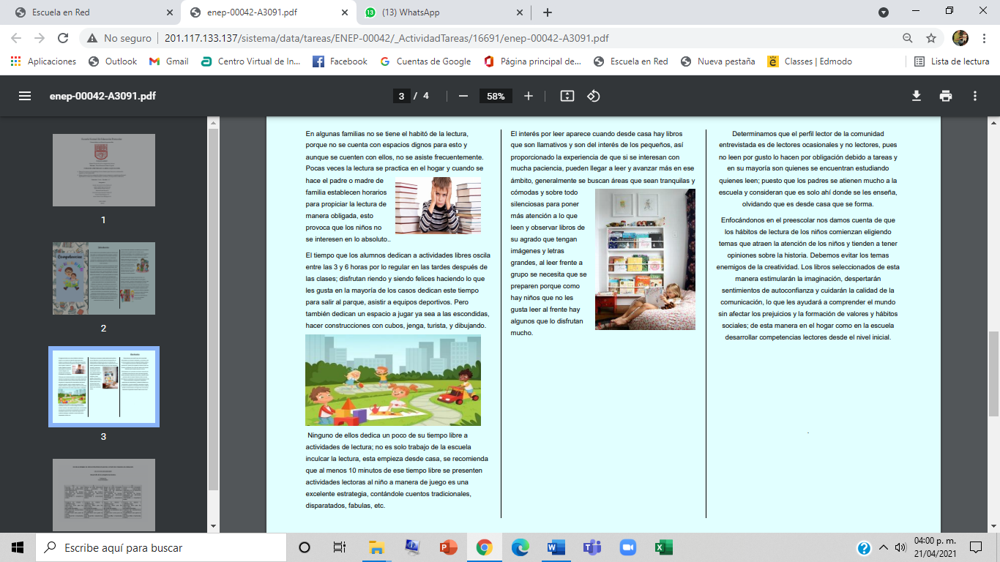 Escuela en Red
enep-00042-A3091.pdf
(13) WhatsApp
No seguro
201.117.133.137/sistema/data/tareas/ENEP-00042/_ActividadTareas/16691/enep-00042-A3091.pdf
Aplicaciones
Outlook
Gmail
Centro Virtual de In...
Facebook
Cuentas de Google
Página principal de...
Escuela en Red
Nueva pestaña
Classes | Edmodo
Lista de lectura
enep-00042-A3091.pdf
3 / 4
58%
1
2
3
En algunas familias no se tiene el habitó de la lectura,
porque no se cuenta con espacios dignos para esto y
aunque se cuenten con ellos, no se asiste frecuentemente.
Pocas veces la lectura se practica en el hogar y cuando se
hace el padre o madre de
familia establecen horarios
para propiciar la lectura de
manera obligada, esto
provoca que los niños no
se interesen en lo absoluto..
El tiempo que los alumnos dedican a actividades libres oscila
entre las 3 y 6 horas por lo regular en las tardes después de
las clases; disfrutan riendo y siendo felices haciendo lo que
les gusta en la mayoría de los casos dedican este tiempo
para salir al parque, asistir a equipos deportivos. Pero
también dedican un espacio a jugar ya sea a las escondidas,
hacer construcciones con cubos, jenga, turista, y dibujando.
Ninguno de ellos dedica un poco de su tiempo libre a
actividades de lectura; no es solo trabajo de la escuela
inculcar la lectura, esta empieza desde casa, se recomienda
que al menos 10 minutos de ese tiempo libre se presenten
actividades lectoras al niño a manera de juego es una
excelente estrategia, contándole cuentos tradicionales,
disparatados, fabulas, etc.
El interés por leer aparece cuando desde casa hay libros
que son llamativos y son del interés de los pequeños, así
proporcionado la experiencia de que si se interesan con
mucha paciencia, pueden llegar a leer y avanzar más en ese
ámbito, generalmente se buscan áreas que sean tranquilas y
cómodas y sobre todo
silenciosas para poner
más atención a lo que
leen y observar libros de
su agrado que tengan
imágenes y letras
grandes, al leer frente a
grupo se necesita que se
preparen porque como
hay niños que no les
gusta leer al frente hay
algunos que lo disfrutan
mucho.
Determinamos que el perfil lector de la comunidad
entrevistada es de lectores ocasionales y no lectores, pues
no leen por gusto lo hacen por obligación debido a tareas y
en su mayoría son quienes se encuentran estudiando
quienes leen; puesto que los padres se atienen mucho a la
escuela y consideran que es solo ahí donde se les enseña,
olvidando que es desde casa que se forma.
Enfocándonos en el preescolar nos damos cuenta de que
los hábitos de lectura de los niños comienzan eligiendo
temas que atraen la atención de los niños y tienden a tener
opiniones sobre la historia. Debemos evitar los temas
enemigos de la creatividad. Los libros seleccionados de esta
manera estimularán la imaginación, despertarán
sentimientos de autoconfianza y cuidarán la calidad de la
comunicación, lo que les ayudará a comprender el mundo
sin afectar los prejuicios y la formación de valores y hábitos
sociales; de esta manera en el hogar como en la escuela
desarrollar competencias lectores desde el nivel inicial.
.
Escribe aquí para buscar
04:00 p. m.
21/04/2021